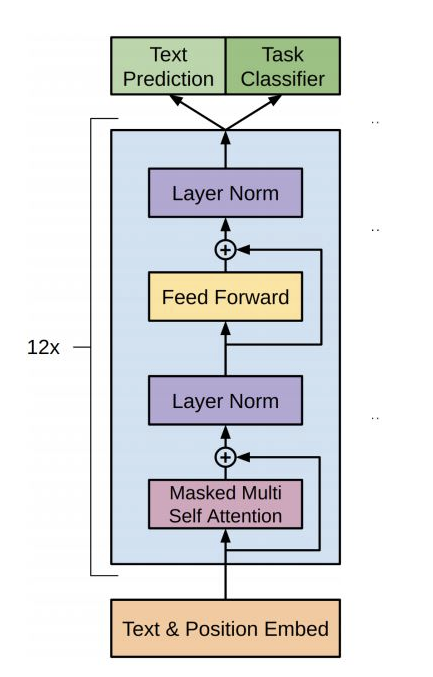 Text
Prediction
Task
Classifier
Layer Norm
Feed Forward
12x
Layer Norm
Masked Multi
Self Attention
Text & Position Embed